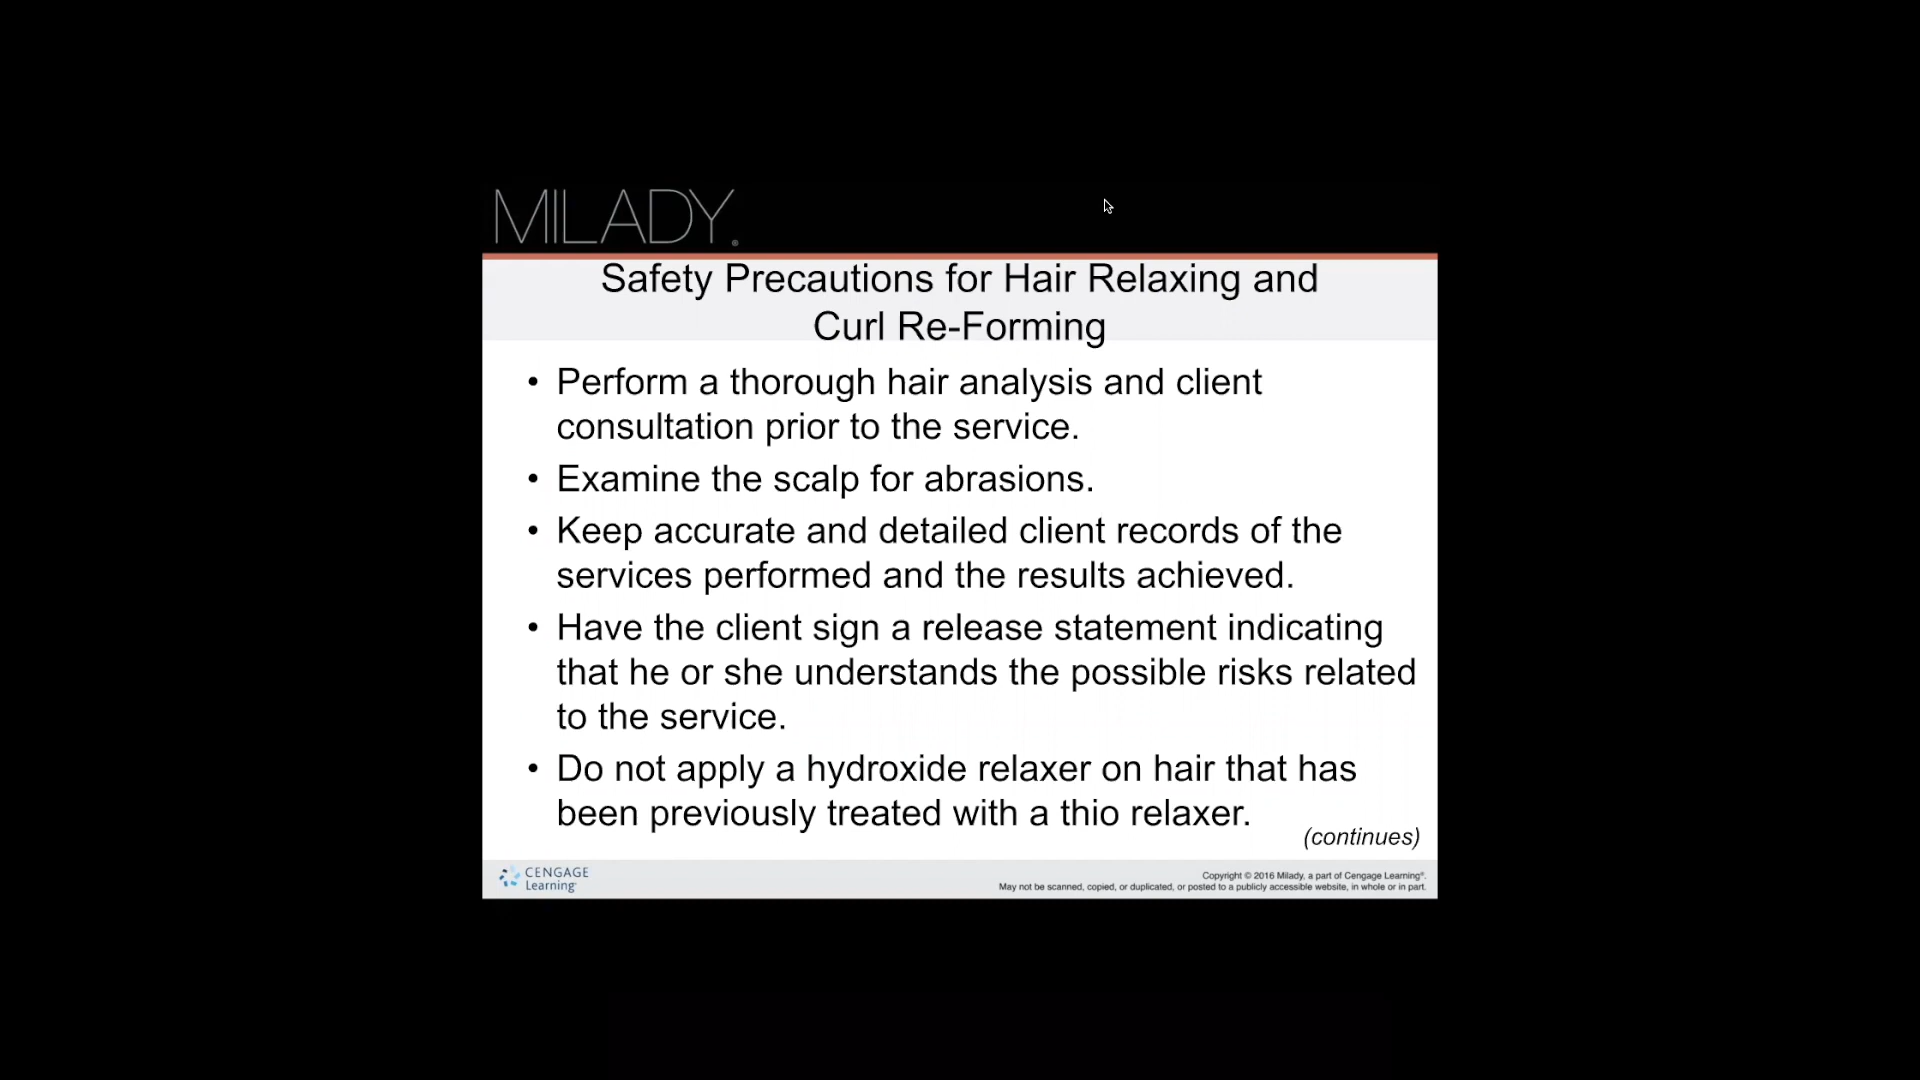 MILADY®
Safety Precautions for Hair Relaxing and
Curl Re-Forming
• Perform a thorough hair analysis and client
consultation prior to the service.
• Examine the scalp for abrasions.
• Keep accurate and detailed client records of the
services performed and the results achieved.
• Have the client sign a release statement indicating
that he or she understands the possible risks related
to the service.
• Do not apply a hydroxide relaxer on hair that has
been previously treated with a thio relaxer.
(continues)
CENGAGE
Learning®
Copyright © 2016 Milady, a part of Cengage Learning®.
May not be scanned, copied, or duplicated, or posted to a publicly accessible website, in whole or in part.